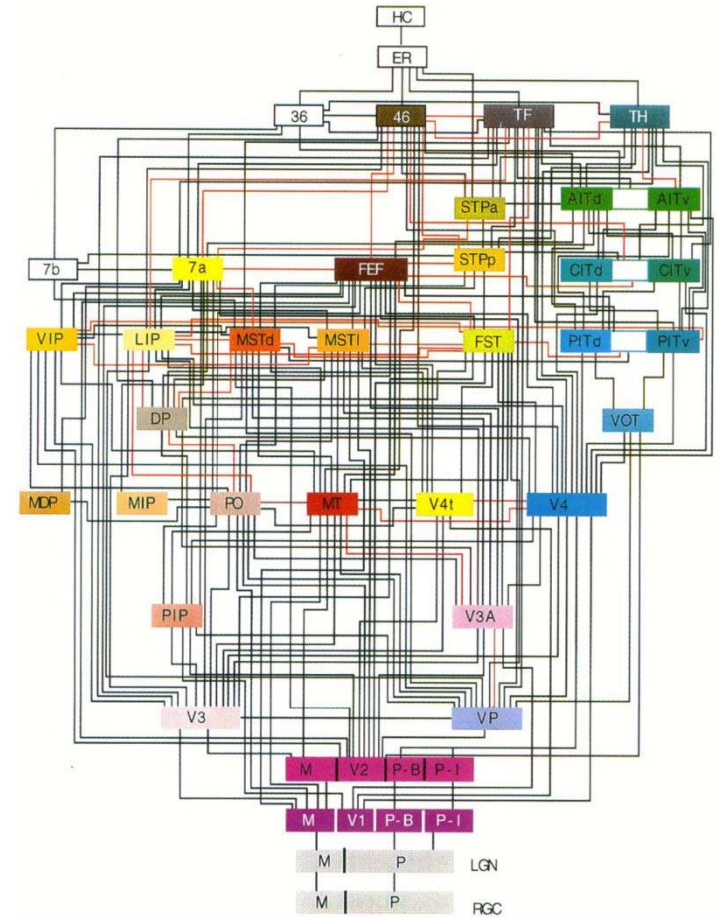 HC
ER
36 46 TF TH
STPa AITd AITv
7b 7a FEF STPp CITd CITv
VIP LIP MSTd MSTl FST PITd PITv
DP VOT
MDP MIP PO MT V4t V4
PIP V3A
V3 VP
M V2 P-B P-I
M V1 P-B P-I
M P LGN
M P RGC